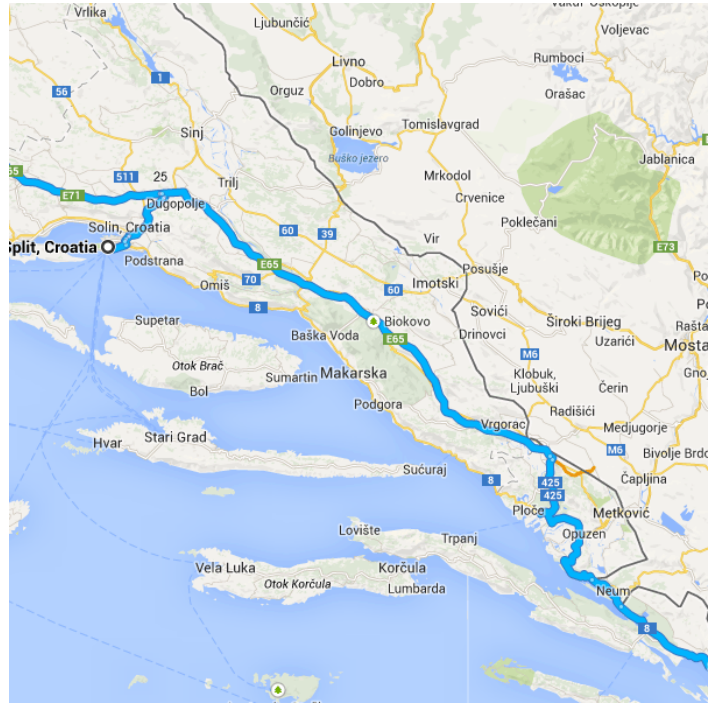 Vrlika
Ljubunčić
Oskoplje
Voljevac
Livno
Dobro
Rumboci
Orašac
1
56
Orguz
Golinjevo
Tomislavgrad
Sinj
Buško jezero
Jablanica
Mrkodol
Crvenice
511
25
Trilj
E71
Dugopolje
Poklečani
Solin, Croatia
Split, Croatia
Podstrana
60
39
Vir
E73
Posušje
E65
70
Omiš
60
Imotski
8
Sovići
Široki Brijeg
Supetar
Baška Voda
Biokovo
E65
Drinovci
Uzarići
Mosta
Otok Brač
M6
Sumartin
Makarska
Klobuk,
Ljubuški
Čerin
Bol
Podgora
Radišići
Vrgorac
Međugorje
Hvar
Stari Grad
M6
Bivolje Brdo
Sućuraj
8
425
425
Čapljina
Ploče
Metković
Lovište
Trpanj
Opuzen
Vela Luka
Korčula
Otok Korčula
Lumbarda
Neum
8